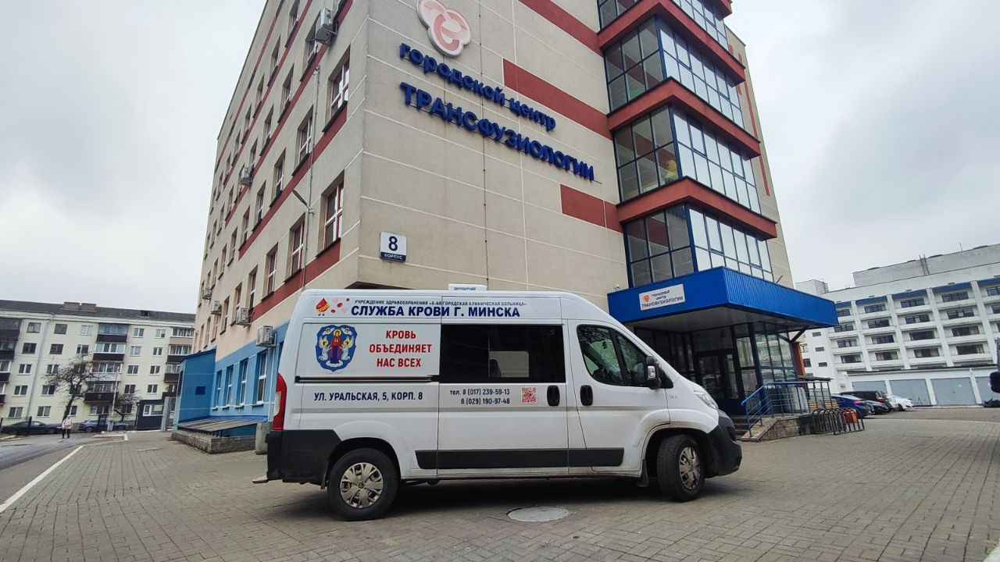 городской центр
ТРАНСФУЗИОЛОГИИ
8
КОРПУС
ГОРОДСКОЙ
ЦЕНТР
ТРАНСФУЗИОЛОГИИ
УЧРЕЖДЕНИЕ ЗДРАВООХРАНЕНИЯ «6-АЯ ГОРОДСКАЯ КЛИНИЧЕСКАЯ БОЛЬНИЦА»
СЛУЖБА КРОВИ Г. МИНСКА
КРОВЬ
ОБЪЕДИНЯЕТ
НАС ВСЕХ
УЛ. УРАЛЬСКАЯ, 5, КОРП. 8
тел. 8 (017) 239-59-13
8 (029) 190-97-48